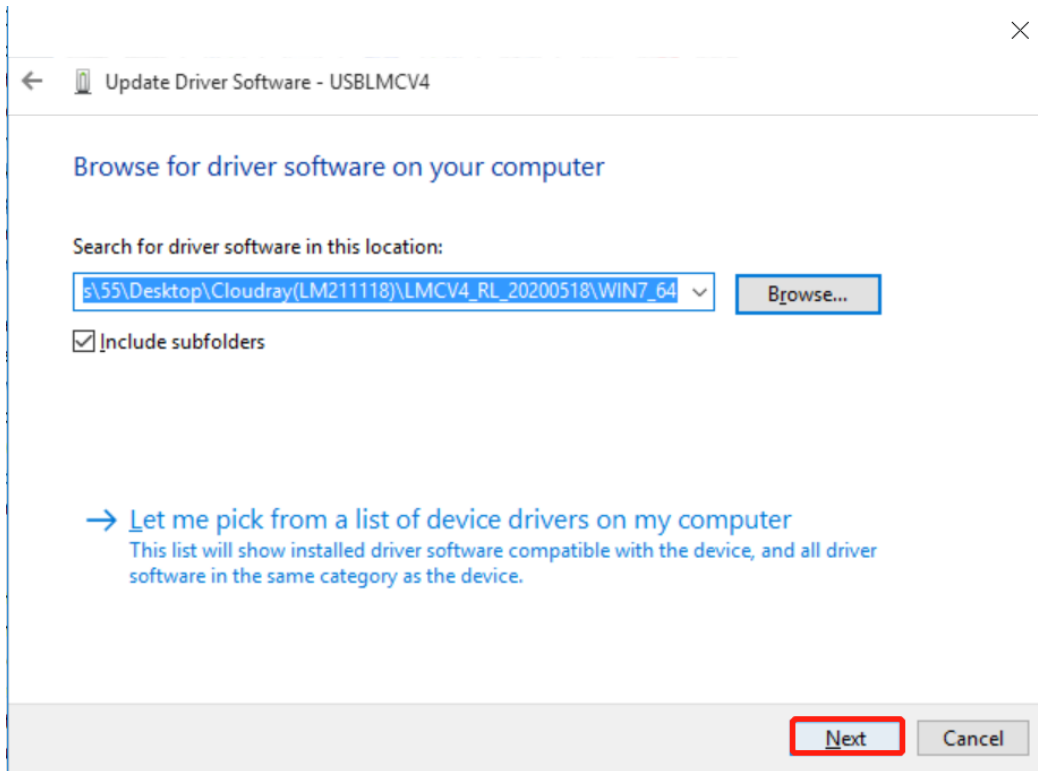 Update Driver Software - USBLMCV4
Browse for driver software on your computer
Search for driver software in this location:
s\55\Desktop\Cloudray(LM211118)\LMCV4_RL_20200518\WIN7_64
Browse...
Include subfolders
Let me pick from a list of device drivers on my computer
This list will show installed driver software compatible with the device, and all driver
software in the same category as the device.
Next
Cancel